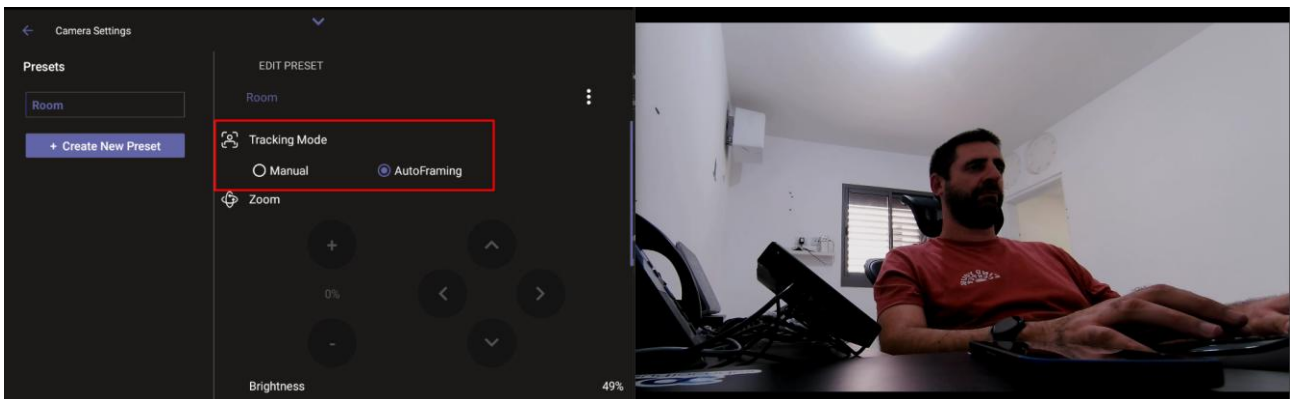 Camera Settings
Presets
Room
+ Create New Preset
EDIT PRESET
Room
Tracking Mode
Manual
AutoFraming
Zoom
+
0%
-
Brightness
49%